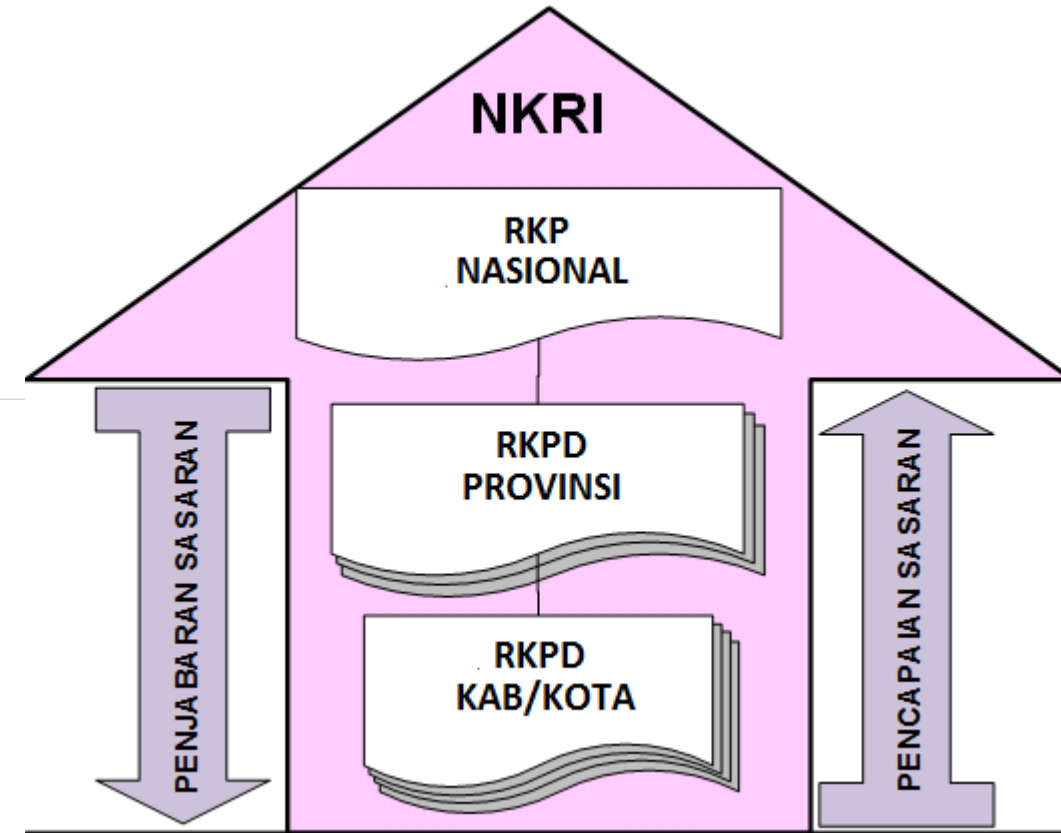 NKRI
RKP
NASIONAL
RKPD
PROVINSI
RKPD
KAB/KOTA
PENJABARAN SASARAN
PENCAPAIAN SASARAN